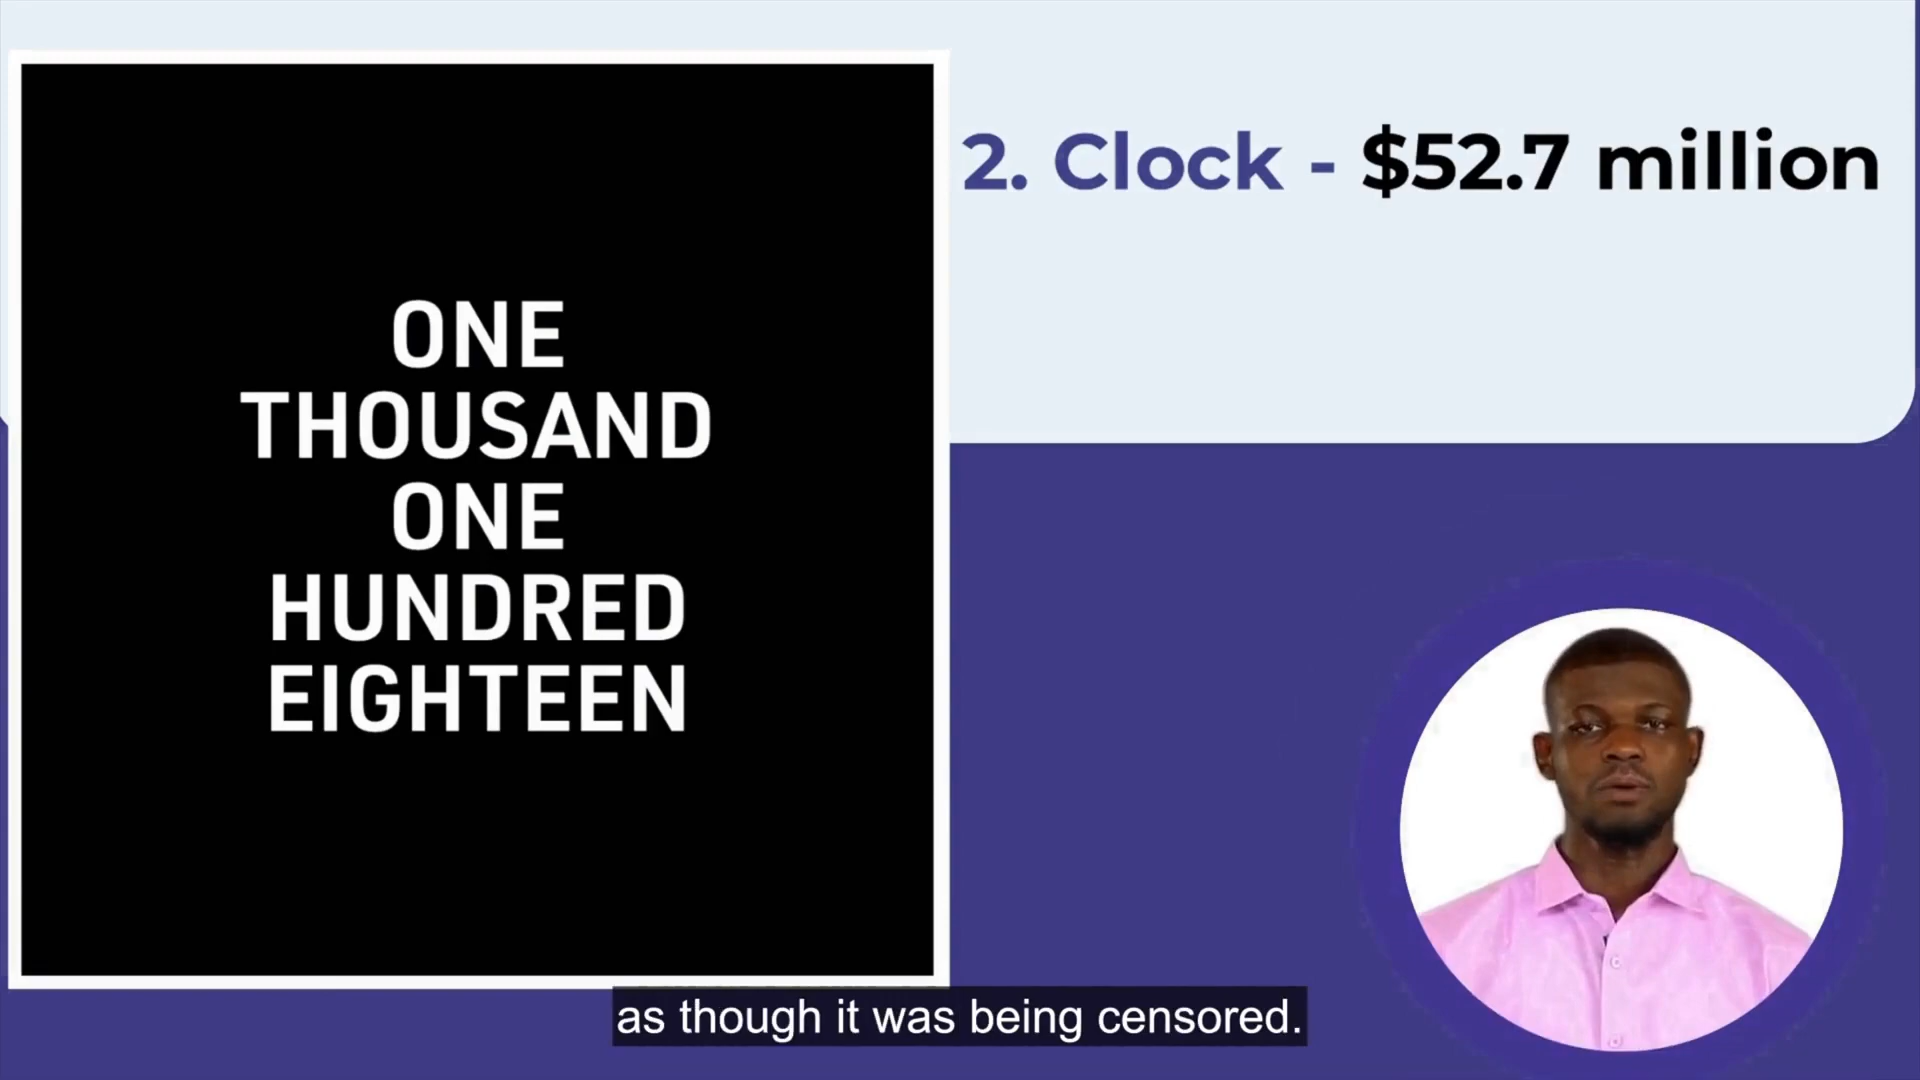 2. Clock - $52.7 million
ONE
THOUSAND
ONE
HUNDRED
EIGHTEEN
as though it was being censored.